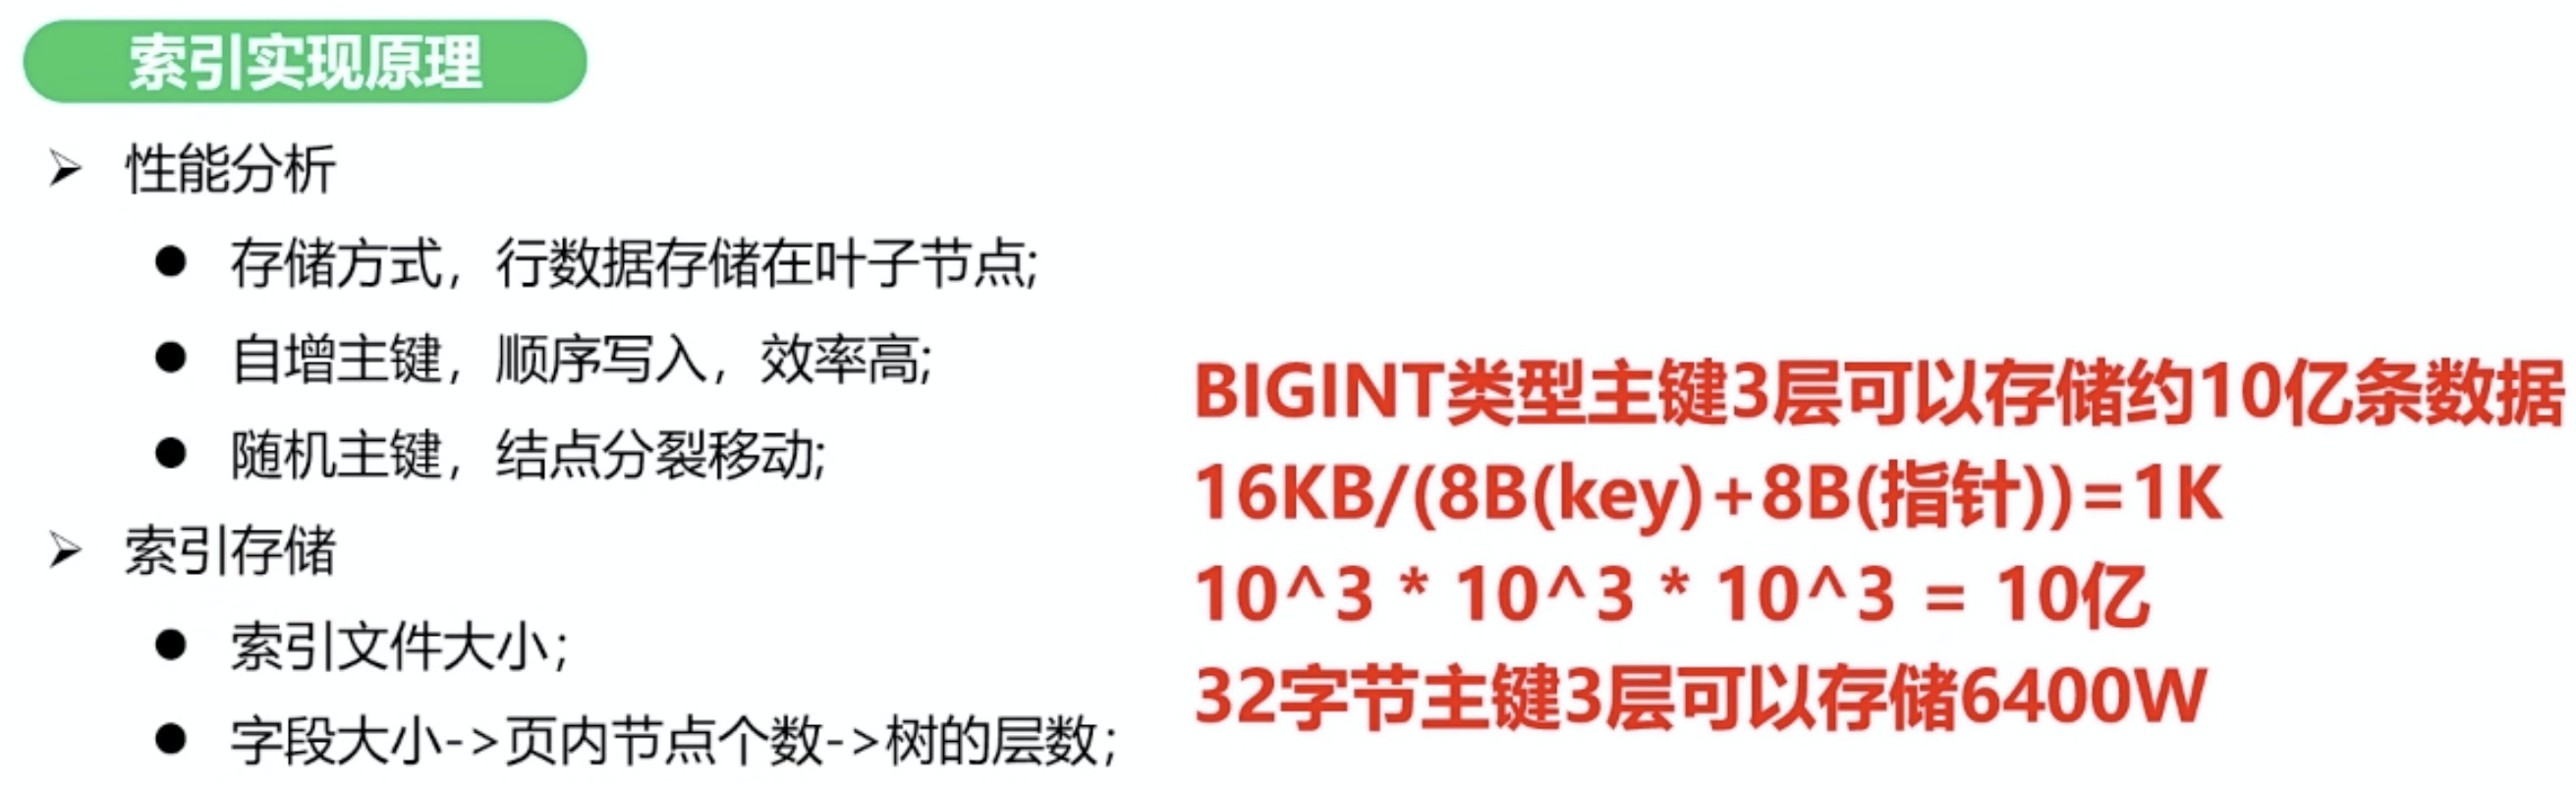 索引实现原理
性能分析
存储方式，行数据存储在叶子节点;
自增主键，顺序写入，效率高;
随机主键，结点分裂移动;
索引存储
索引文件大小;
字段大小->页内节点个数->树的层数;
BIGINT类型主键3层可以存储约10亿条数据
16KB/(8B(key)+8B(指针))=1K
10^3 * 10^3 * 10^3 = 10亿
32字节主键3层可以存储6400W